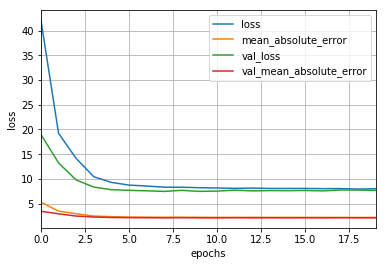 loss
mean_absolute_error
val_loss
val_mean_absolute_error
40
35
30
25
20
15
10
5
loss
0.0 2.5 5.0 7.5 10.0 12.5 15.0 17.5
epochs